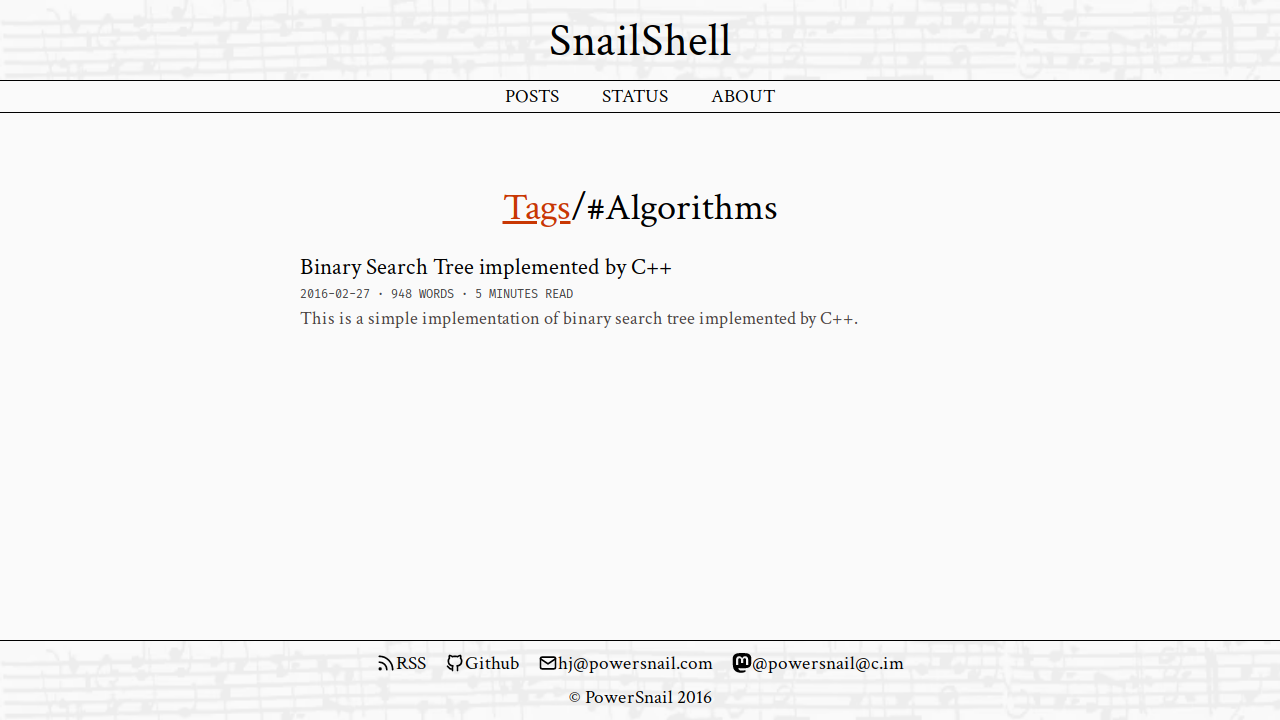 SnailShell
POSTS STATUS ABOUT
Tags/#Algorithms
Binary Search Tree implemented by C++
2016-02-27 · 948 WORDS · 5 MINUTES READ
This is a simple implementation of binary search tree implemented by C++.
RSS Github hj@powersnail.com @powersnail@c.im
© PowerSnail 2016